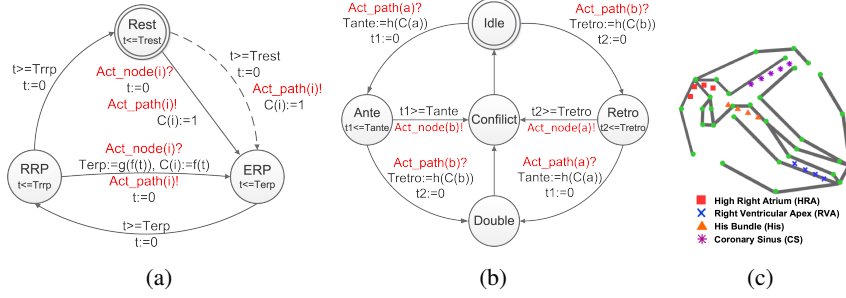 Rest
t<=Trest
t>=Trrp
t:=0
Act_node(i)?
t:=0
Act_path(i)!
C(i):=1
t>=Trest
t:=0
Act_path(i)!
C(i):=1
RRP
t<=Trrp
Act_node(i)?
Terp:=g(f(t)), C(i):=f(t)
Act_path(i)!
t:=0
ERP
t<=Terp
t>=Terp
t:=0
(a)
Act_path(a)?
Tante:=h(C(a))
t1:=0
Idle
Act_path(b)?
Tretro:=h(C(b))
t2:=0
Ante
t1<=Tante
t1>=Tante
Act_node(b)!
Confilict
t2>=Tretro
Act_node(a)!
Retro
t2<=Tretro
Act_path(b)?
Tretro:=h(C(b))
t2:=0
Act_path(a)?
Tante:=h(C(a))
t1:=0
Double
(b)
High Right Atrium (HRA)
Right Ventricular Apex (RVA)
His Bundle (His)
Coronary Sinus (CS)
(c)